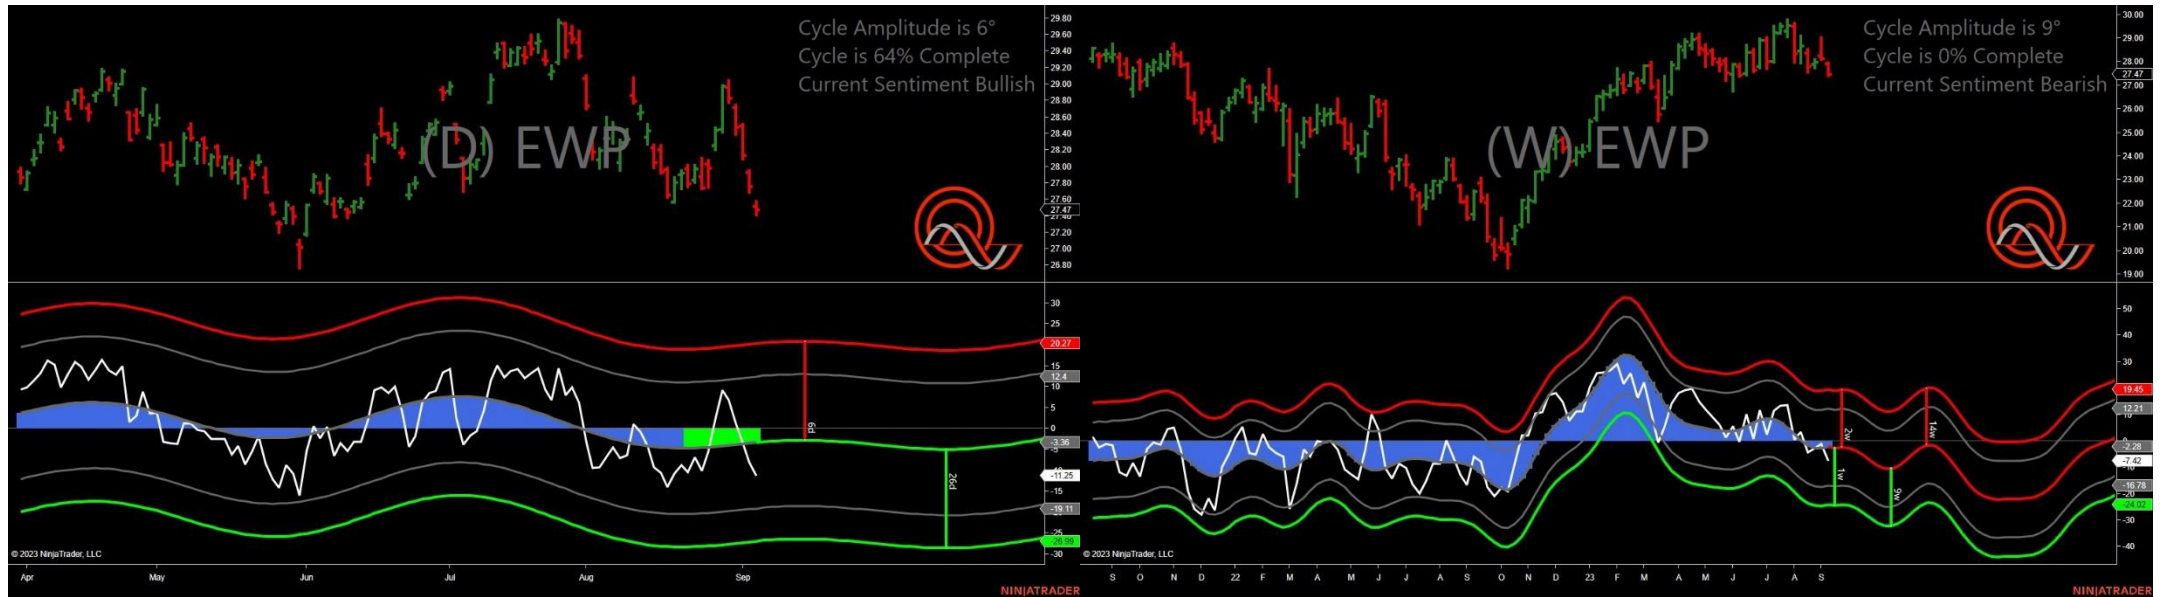 Cycle Amplitude is 6°
Cycle is 64% Complete
Current Sentiment Bullish
(D) EWP
29.80
29.60
29.40
29.20
29.00
28.80
28.60
28.40
28.20
28.00
27.80
27.60
27.47
27.40
27.20
27.00
26.80
30
25
20.27
15
12.4
10
5
0
-3.36
-5
-11.25
-15
-19.11
-25
-26.99
-30
6d
26d
© 2023 NinjaTrader, LLC
Apr May Jun Jul Aug Sep
NINJATRADER
Cycle Amplitude is 9°
Cycle is 0% Complete
Current Sentiment Bearish
(W) EWP
30.00
29.00
28.00
27.47
27.00
26.00
25.00
24.00
23.00
22.00
21.00
20.00
19.00
50
40
30
19.45
12.21
-2.28
-7.42
-16.78
-20
-24.02
-30
-40
2w
1w
9w
14w
© 2023 NinjaTrader, LLC
S O N D 22 F M A M J J A S O N D 23 F M A M J J A S
NINJATRADER